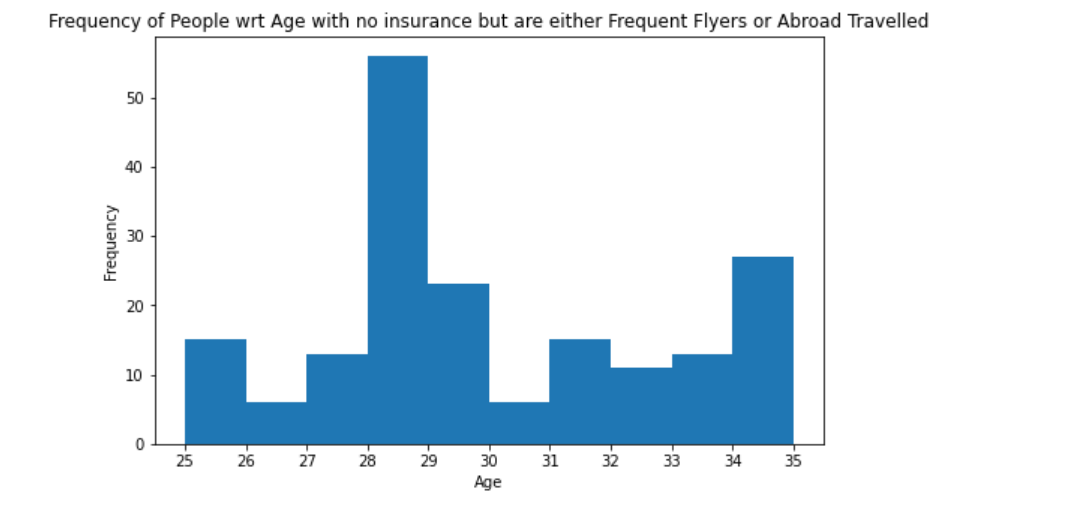 Frequency of People wrt Age with no insurance but are either Frequent Flyers or Abroad Travelled
50
40
30
20
10
0
Frequency
25 26 27 28 29 30 31 32 33 34 35
Age